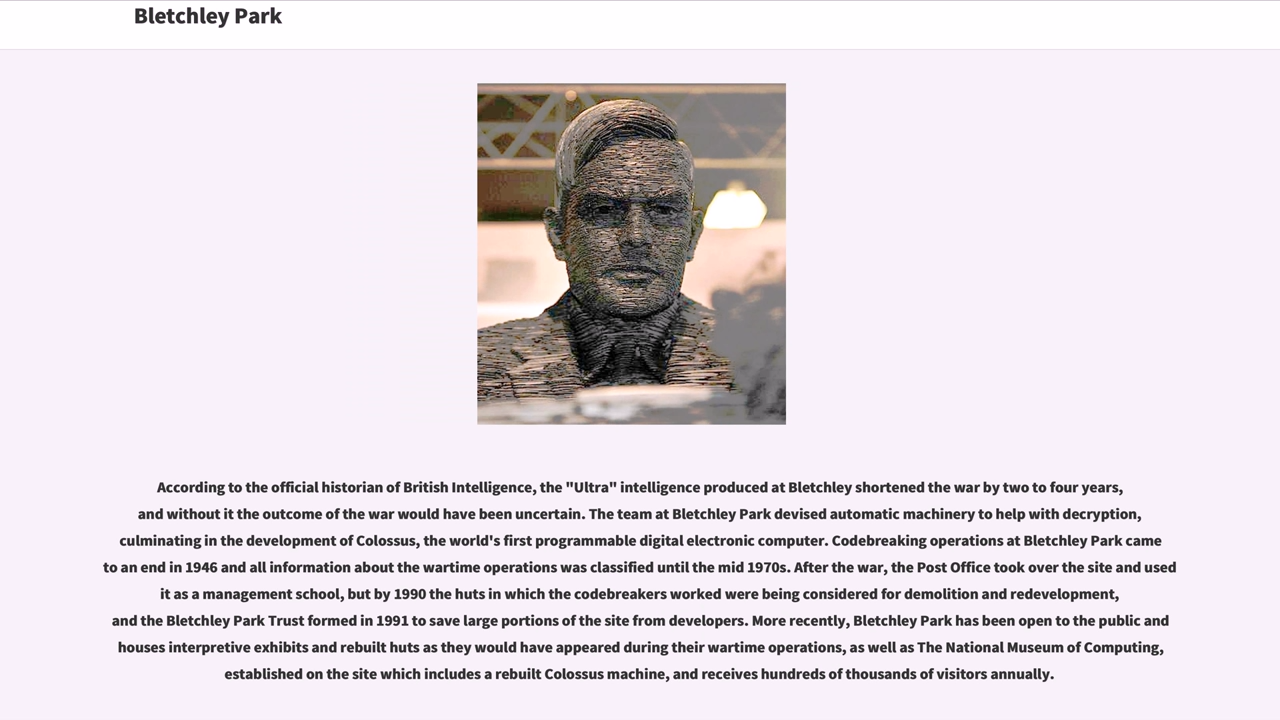 Bletchley Park
According to the official historian of British Intelligence, the "Ultra" intelligence produced at Bletchley shortened the war by two to four years,
and without it the outcome of the war would have been uncertain. The team at Bletchley Park devised automatic machinery to help with decryption,
culminating in the development of Colossus, the world's first programmable digital electronic computer. Codebreaking operations at Bletchley Park came
to an end in 1946 and all information about the wartime operations was classified until the mid 1970s. After the war, the Post Office took over the site and used
it as a management school, but by 1990 the huts in which the codebreakers worked were being considered for demolition and redevelopment,
and the Bletchley Park Trust formed in 1991 to save large portions of the site from developers. More recently, Bletchley Park has been open to the public and
houses interpretive exhibits and rebuilt huts as they would have appeared during their wartime operations, as well as The National Museum of Computing,
established on the site which includes a rebuilt Colossus machine, and receives hundreds of thousands of visitors annually.